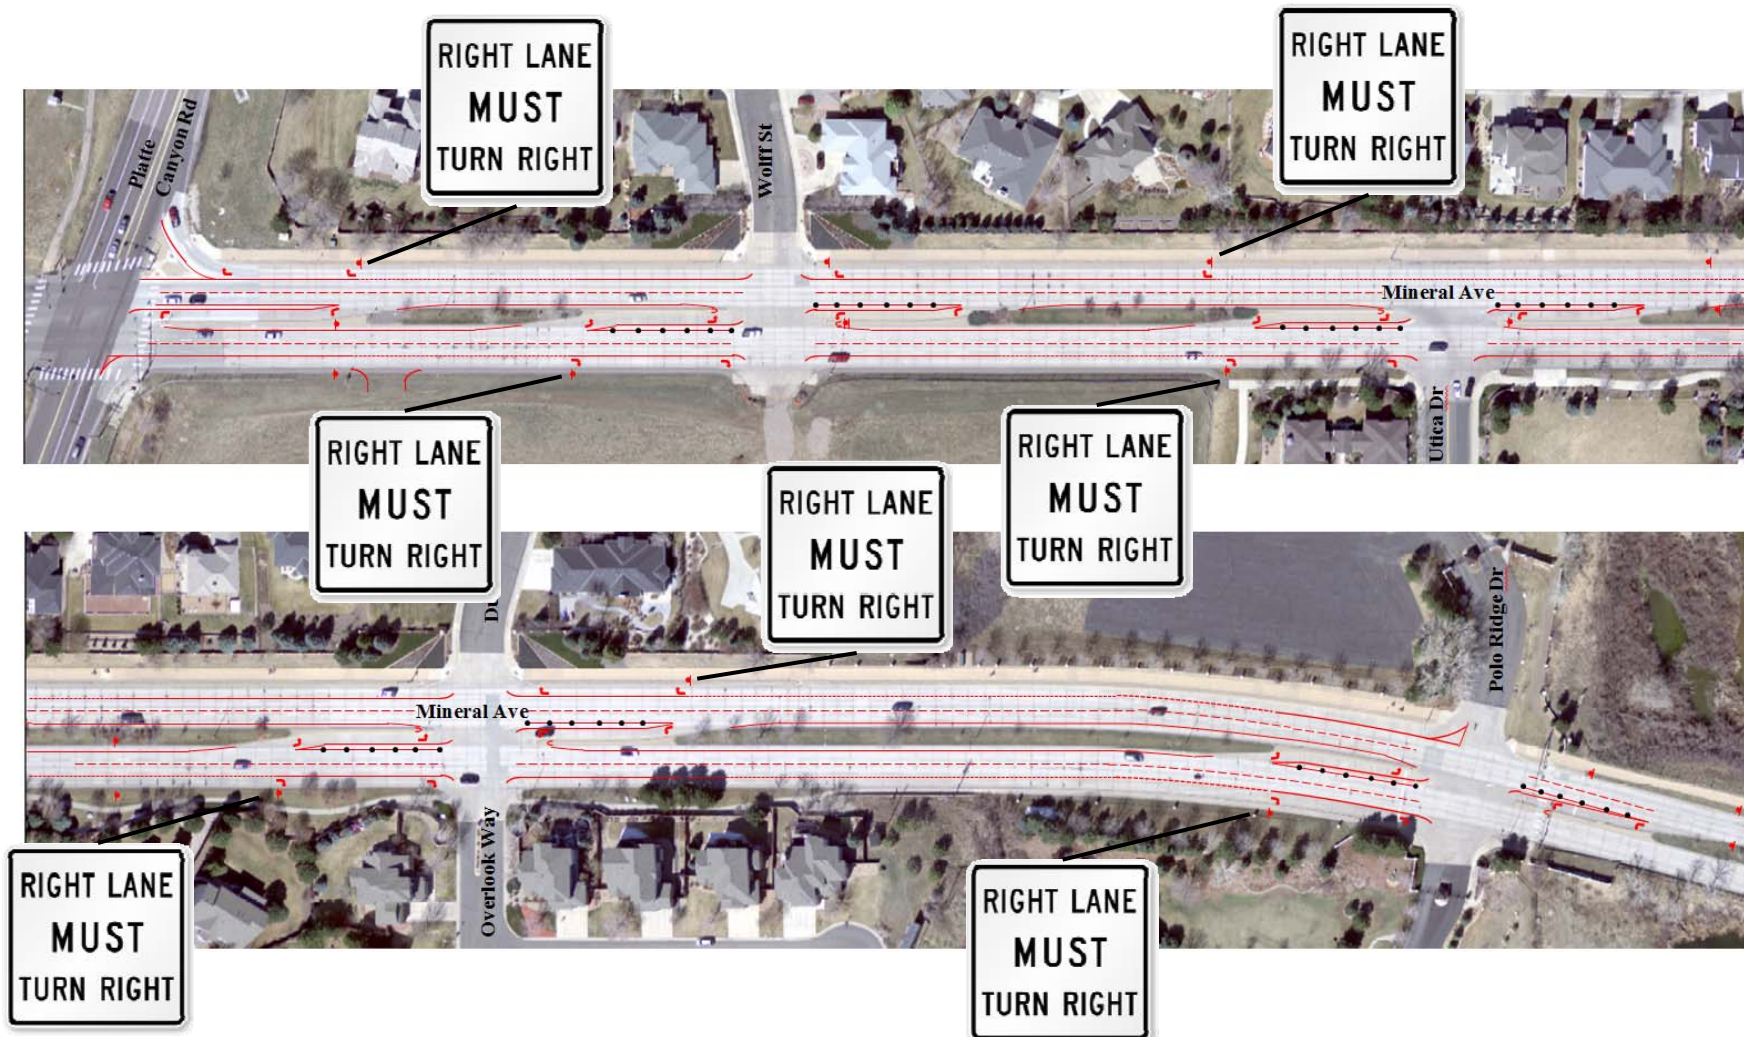 RIGHT LANE
MUST
TURN RIGHT
RIGHT LANE
MUST
TURN RIGHT
Platte
Canyon Rd
Wolff St
Mineral Ave
Utica Dr
RIGHT LANE
MUST
TURN RIGHT
RIGHT LANE
MUST
TURN RIGHT
RIGHT LANE
MUST
TURN RIGHT
Polo Ridge Dr
Mineral Ave
Overlook Way
RIGHT LANE
MUST
TURN RIGHT
RIGHT LANE
MUST
TURN RIGHT